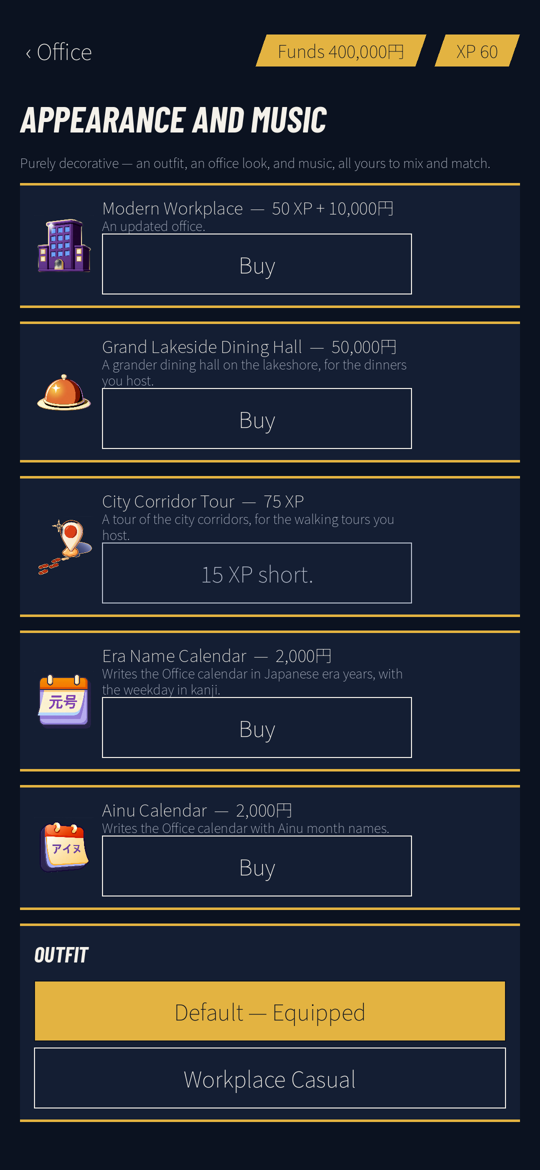 ‹ Office
Funds 400,000円
XP 60
APPEARANCE AND MUSIC
Purely decorative — an outfit, an office look, and music, all yours to mix and match.
Modern Workplace — 50 XP + 10,000円
An updated office.
Buy
Grand Lakeside Dining Hall — 50,000円
A grander dining hall on the lakeshore, for the dinners
you host.
Buy
City Corridor Tour — 75 XP
A tour of the city corridors, for the walking tours you
host.
15 XP short.
Era Name Calendar — 2,000円
Writes the Office calendar in Japanese era years, with
the weekday in kanji.
元号
Buy
Ainu Calendar — 2,000円
Writes the Office calendar with Ainu month names.
アイヌ
Buy
OUTFIT
Default — Equipped
Workplace Casual